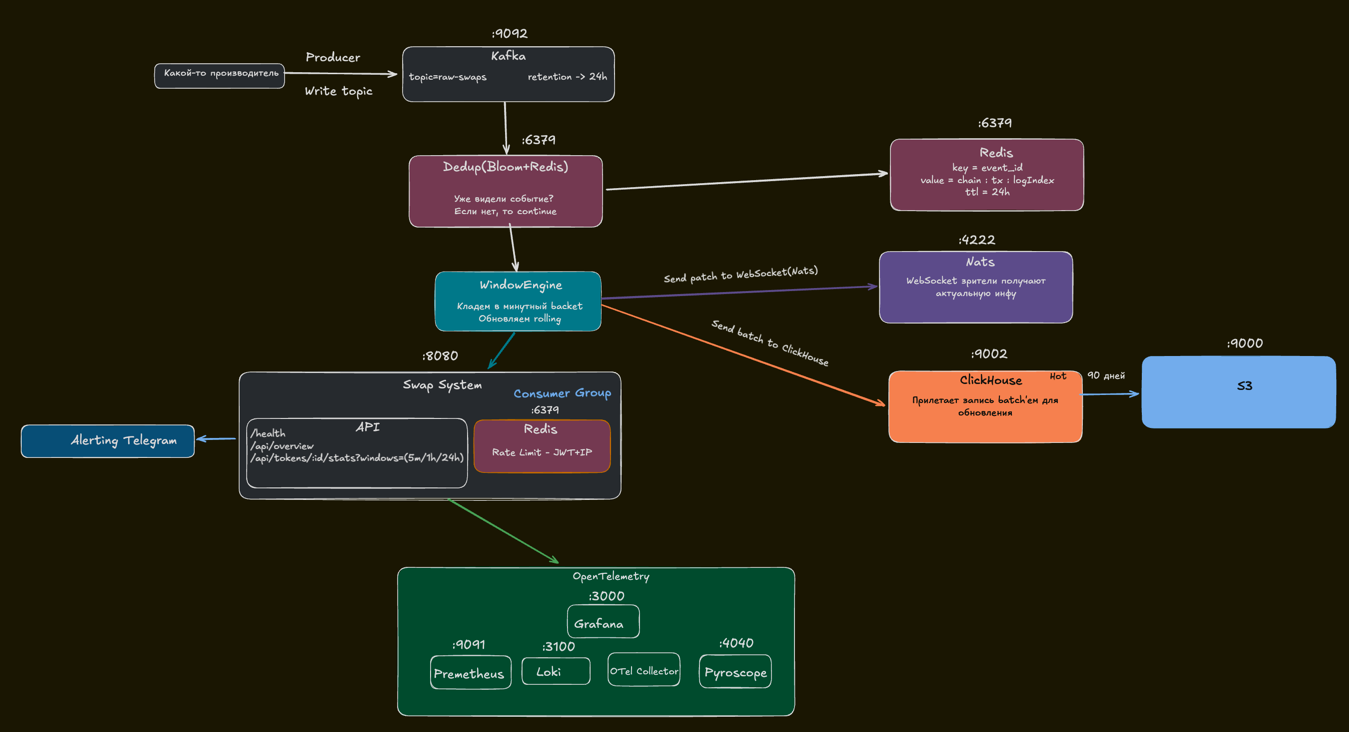 :9092
Producer
Kafka
Какой-то производитель
topic=raw-swaps
retention -> 24h
Write topic
:6379
Dedup(Bloom+Redis)
Уже видели событие?
Если нет, то continue
:6379
Redis
key = event_id
value = chain : tx : logIndex
ttl = 24h
WindowEngine
Кладем в минутный backet
Обновляем rolling
Send patch to WebSocket(Nats)
:4222
Nats
WebSocket зрители получают
актуальную инфу
Send batch to ClickHouse
:9002
ClickHouse
Hot
Прилетает запись batch'ем для
обновления
90 дней
:9000
S3
:8080
Swap System
Consumer Group
:6379
API
/health
/api/overview
/api/tokens/:id/stats?windows=(5m/1h/24h)
Redis
Rate Limit - JWT+IP
Alerting Telegram
OpenTelemetry
:3000
Grafana
:9091
Premetheus
:3100
Loki
OTel Collector
:4040
Pyroscope